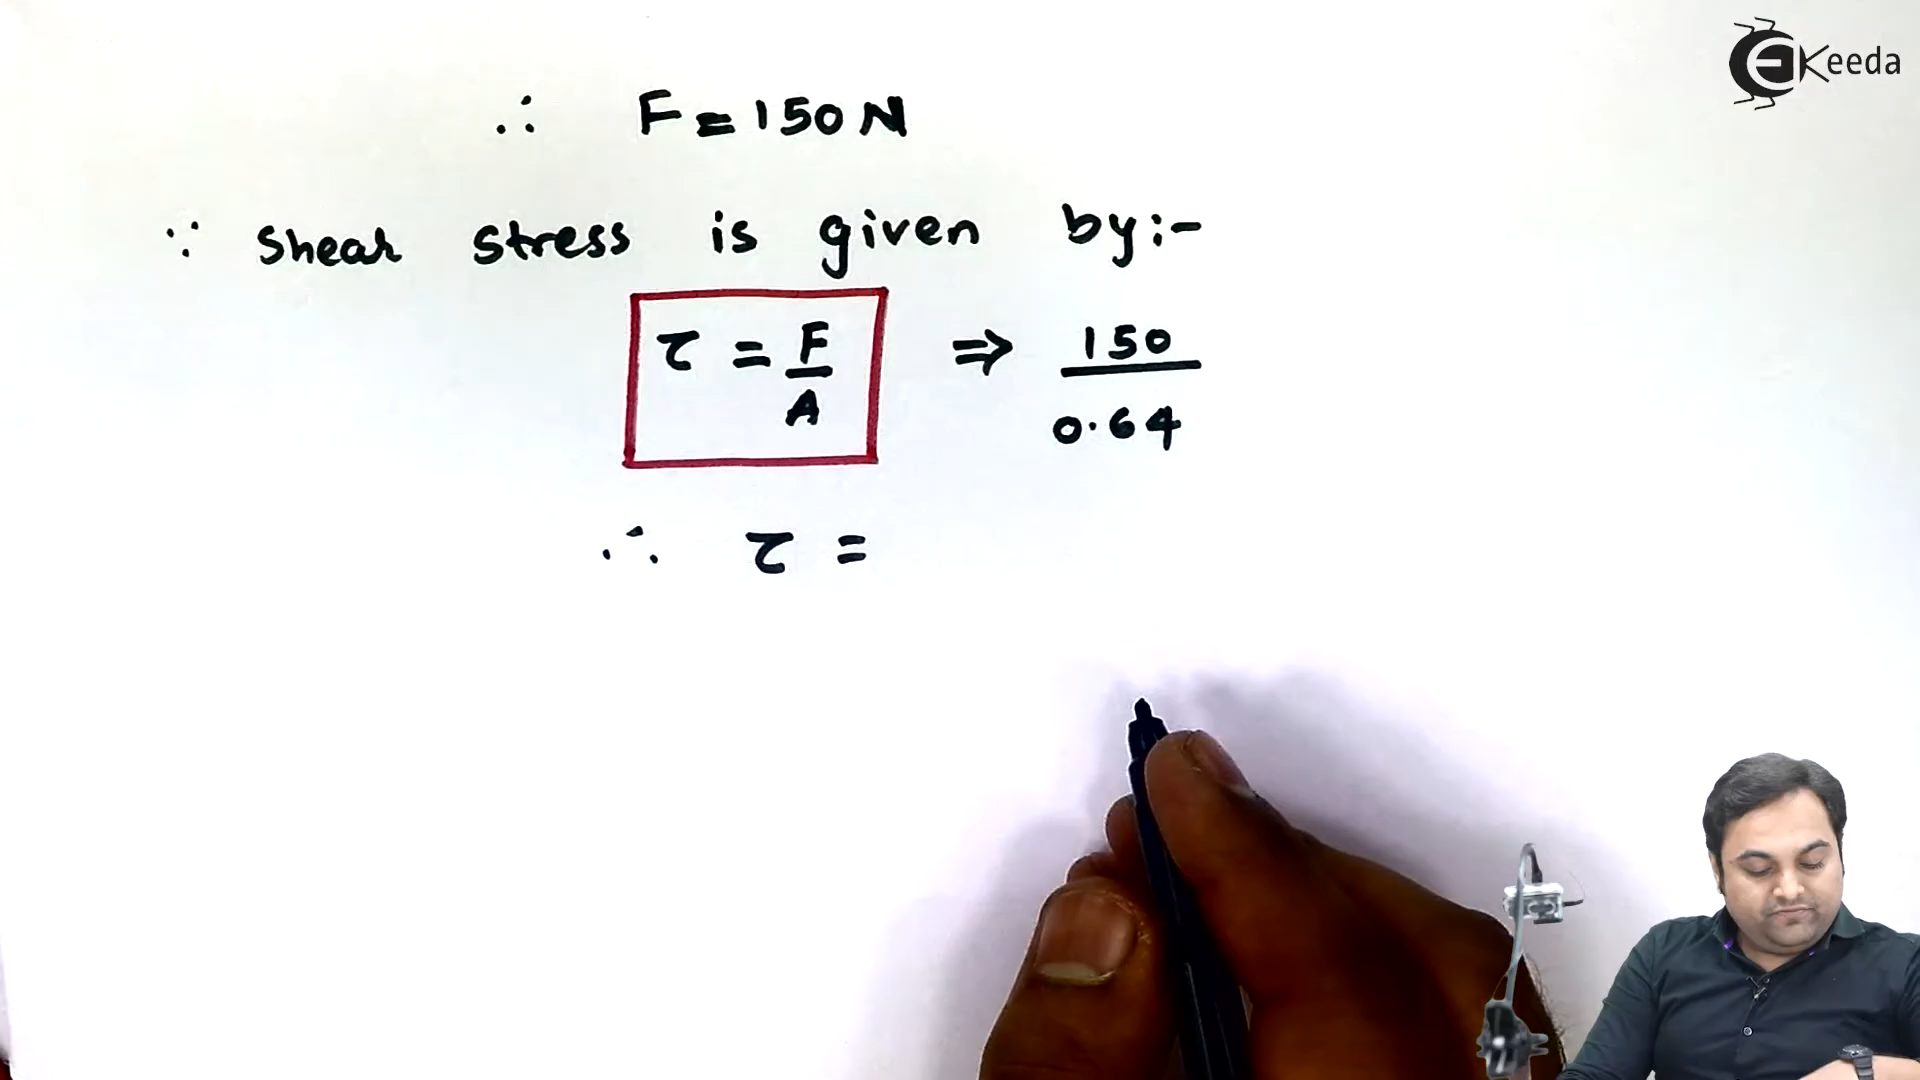 Ekeeda
∴ F = 150 N
∵ Shear stress is given by:-
τ = F/A ⇒ 150/0.64
∴ τ =